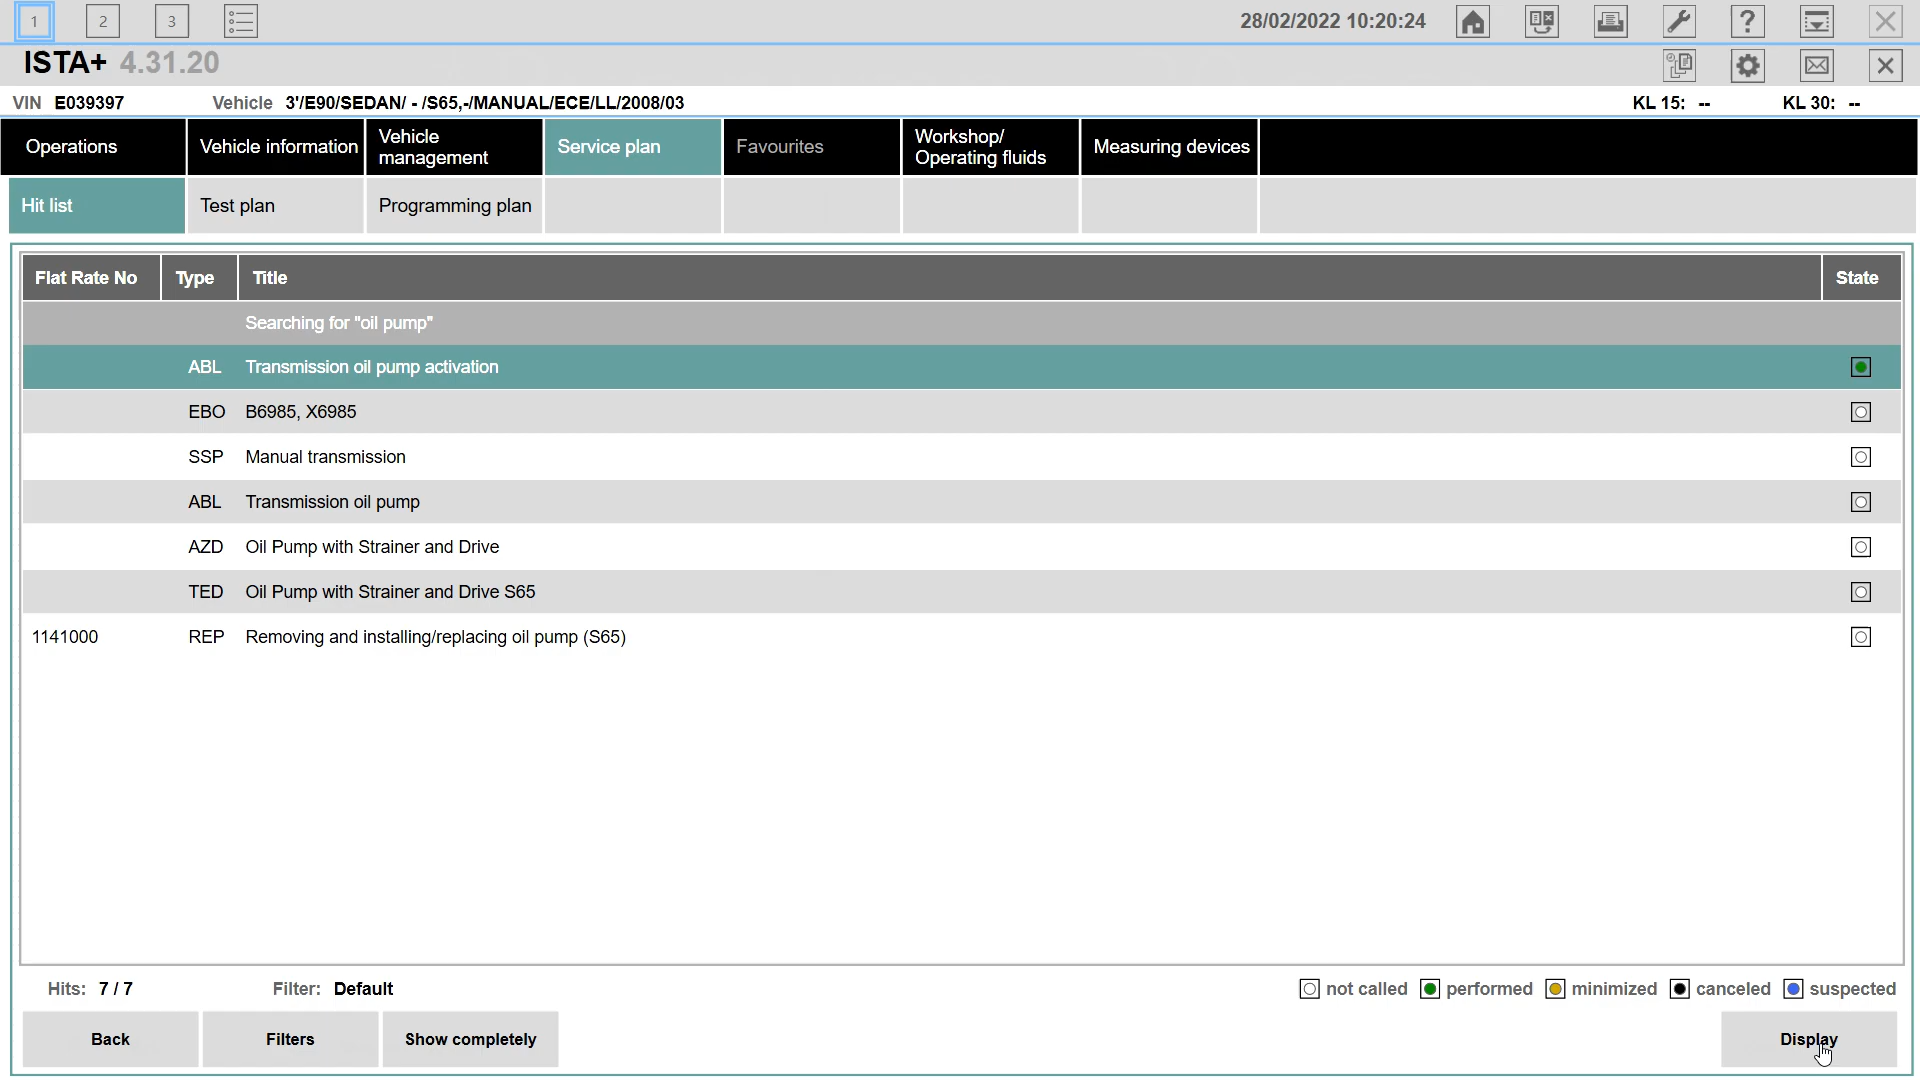 1 2 3 28/02/2022 10:20:24 ?
ISTA+ 4.31.20
VIN E039397 Vehicle 3'/E90/SEDAN/ - /S65,-/MANUAL/ECE/LL/2008/03 KL 15: -- KL 30: --
Operations Vehicle information Vehicle management Service plan Favourites Workshop/ Operating fluids Measuring devices
Hit list Test plan Programming plan
Flat Rate No Type Title State
Searching for "oil pump"
ABL Transmission oil pump activation
EBO B6985, X6985
SSP Manual transmission
ABL Transmission oil pump
AZD Oil Pump with Strainer and Drive
TED Oil Pump with Strainer and Drive S65
1141000 REP Removing and installing/replacing oil pump (S65)
Hits: 7 / 7 Filter: Default not called performed minimized canceled suspected
Back Filters Show completely Display